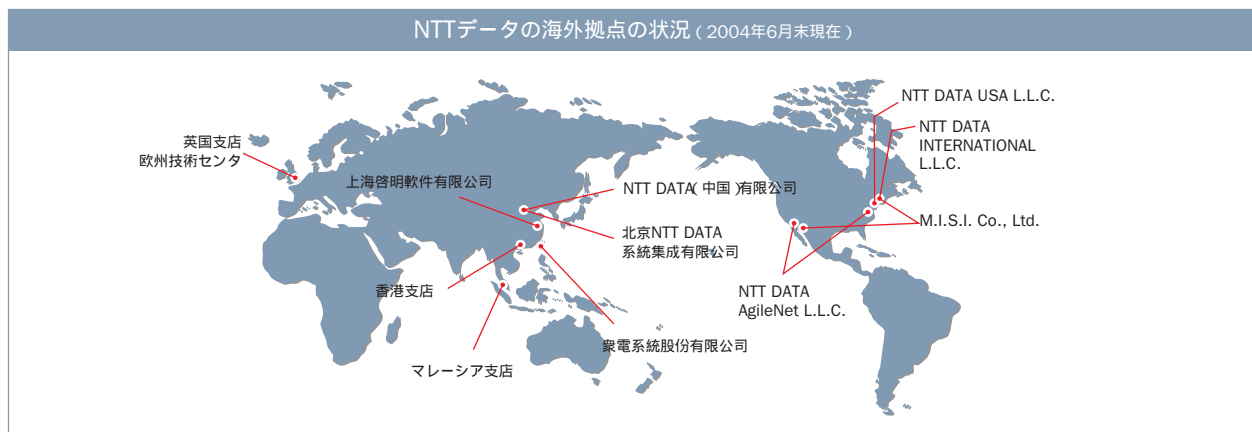 NTTデータの海外拠点の状況（2004年6月末現在）
英国支店
欧州技術センタ
上海啓明軟件有限公司
NTT DATA（中国）有限公司
北京NTT DATA
系統集成有限公司
香港支店
マレーシア支店
衆電系統股份有限公司
NTT DATA USA L.L.C.
NTT DATA
INTERNATIONAL
L.L.C.
M.I.S.I. Co., Ltd.
NTT DATA
AgileNet L.L.C.